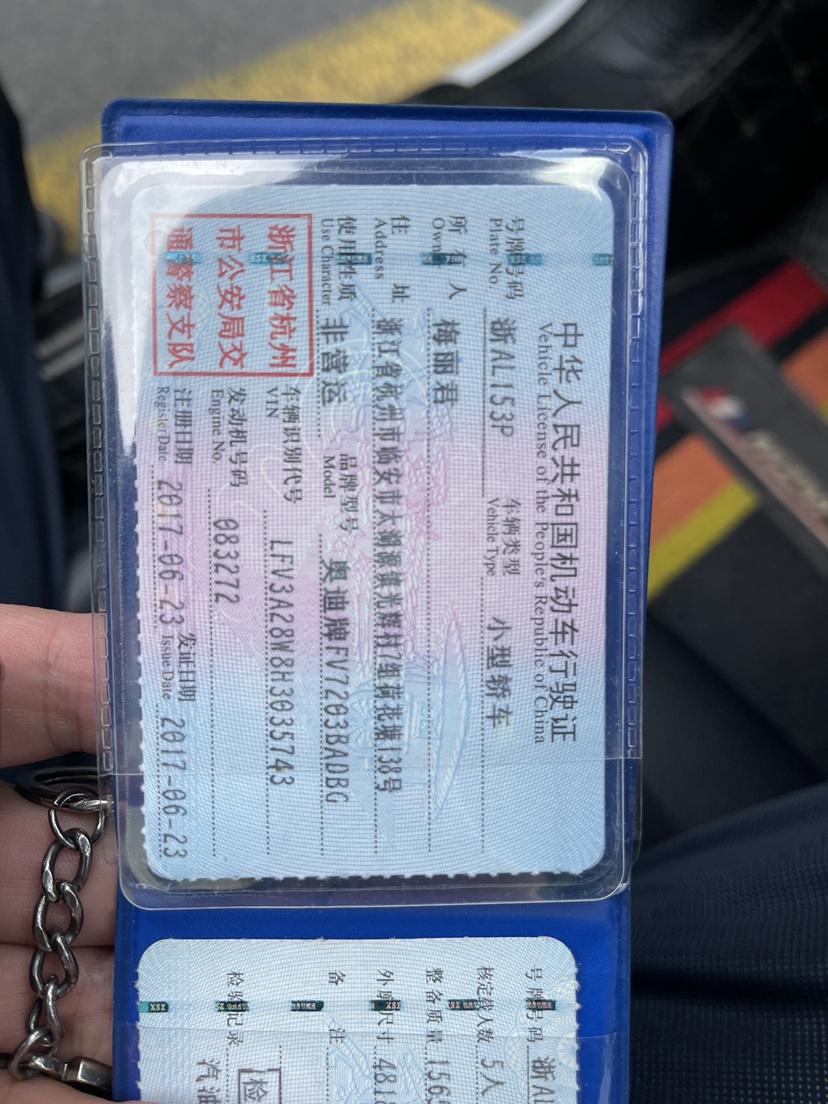 中华人民共和国机动车行驶证
Vehicle License of the People's Republic of China
号牌号码 浙AL153P 车辆类型 小型轿车
Plate No. Vehicle Type
所有人 梅丽君
Owner
住址 浙江省杭州市临安市太湖源镇光辉村7组荷花塘138号
Address
使用性质 非营运 品牌型号 奥迪牌FV7203BADBG
Use Character Model
浙江省杭州
市公安局交
通警察支队
车辆识别代号 LFV3A28W8H3035743
VIN
发动机号码 083272
Engine No.
注册日期 2017-06-23 发证日期 2017-06-23
Register Date Issue Date
号牌号码 浙A
核定载人数 5人
整备质量 156
外廓尺寸 481
备注
检验记录
汽油